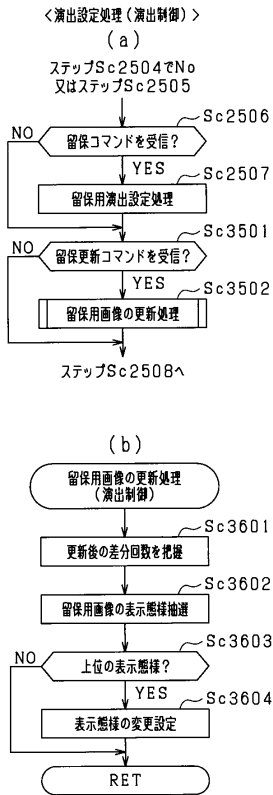 <演出設定処理(演出制御)>
(a)
ステップSc2504でNo
又はステップSc2505
Sc2506
留保コマンドを受信?
NO
YES
Sc2507
留保用演出設定処理
Sc3501
NO
留保更新コマンドを受信?
YES
Sc3502
留保用画像の更新処理
ステップSc2508へ
(b)
留保用画像の更新処理
(演出制御)
Sc3601
更新後の差分回数を把握
Sc3602
留保用画像の表示態様抽選
Sc3603
NO
上位の表示態様?
YES
Sc3604
表示態様の変更設定
RET